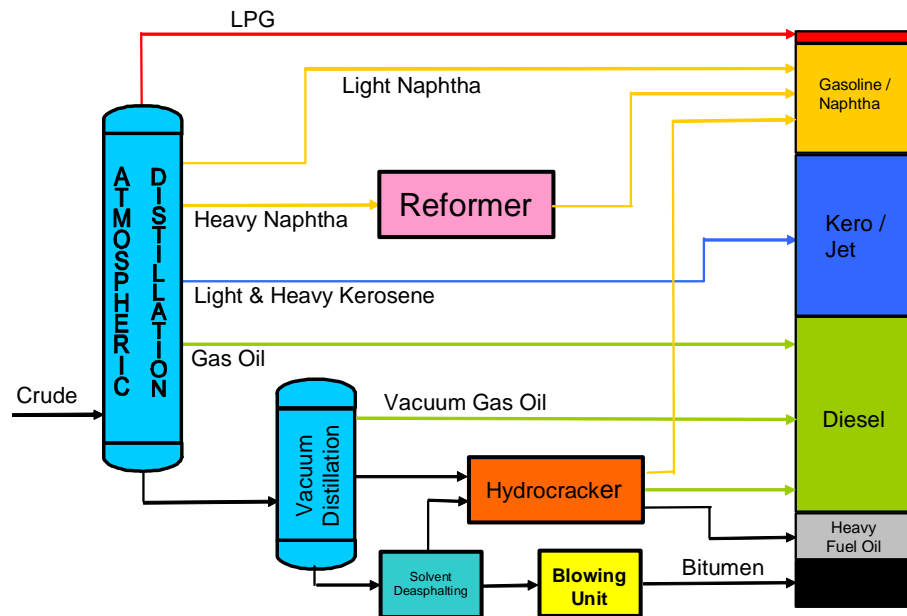 LPG
Light Naphtha
Gasoline /
Naphtha
ATMOSPHERIC
DISTILLATION
Reformer
Heavy Naphtha
Kero /
Jet
Light & Heavy Kerosene
Gas Oil
Crude
Vacuum Gas Oil
Diesel
Vacuum
Distillation
Hydrocracker
Heavy
Fuel Oil
Solvent
Deasphalting
Blowing
Unit
Bitumen